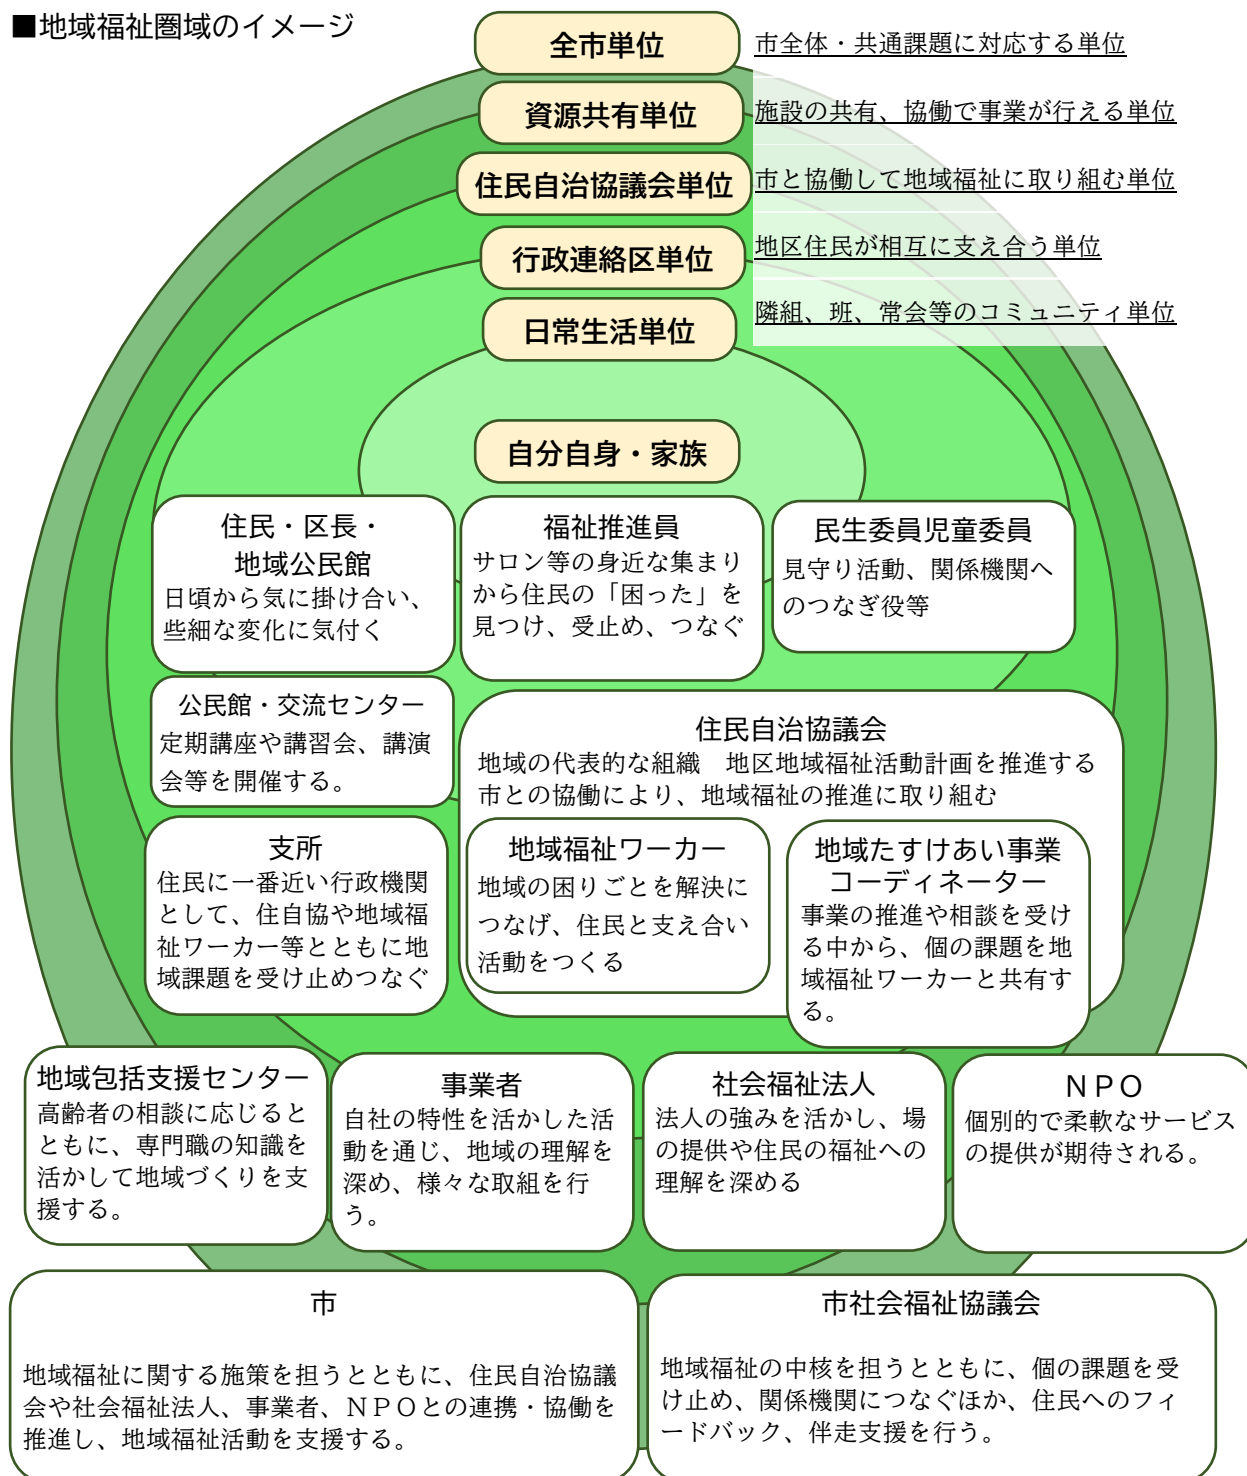 ■地域福祉圏域のイメージ
全市単位
市全体・共通課題に対応する単位
資源共有単位
施設の共有、協働で事業が行える単位
住民自治協議会単位
市と協働して地域福祉に取り組む単位
行政連絡区単位
地区住民が相互に支え合う単位
日常生活単位
隣組、班、常会等のコミュニティ単位
自分自身・家族
住民・区長・
地域公民館
日頃から気に掛け合い、
些細な変化に気付く
福祉推進員
サロン等の身近な集まり
から住民の「困った」を
見つけ、受止め、つなぐ
民生委員児童委員
見守り活動、関係機関へ
のつなぎ役等
公民館・交流センター
定期講座や講習会、講演
会等を開催する。
住民自治協議会
地域の代表的な組織　地区地域福祉活動計画を推進する
市との協働により、地域福祉の推進に取り組む
支所
住民に一番近い行政機関
として、住自協や地域福
祉ワーカー等とともに地
域課題を受け止めつなぐ
地域福祉ワーカー
地域の困りごとを解決に
つなげ、住民と支え合い
活動をつくる
地域たすけあい事業
コーディネーター
事業の推進や相談を受け
る中から、個の課題を地
域福祉ワーカーと共有す
る。
地域包括支援センター
高齢者の相談に応じると
ともに、専門職の知識を
活かして地域づくりを支
援する。
事業者
自社の特性を活かした活
動を通じ、地域の理解を
深め、様々な取組を行
う。
社会福祉法人
法人の強みを活かし、場
の提供や住民の福祉への
理解を深める
ＮＰＯ
個別的で柔軟なサービス
の提供が期待される。
市
地域福祉に関する施策を担うとともに、住民自治協議
会や社会福祉法人、事業者、ＮＰＯとの連携・協働を
推進し、地域福祉活動を支援する。
市社会福祉協議会
地域福祉の中核を担うとともに、個の課題を受
け止め、関係機関につなぐほか、住民へのフィ
ードバック、伴走支援を行う。